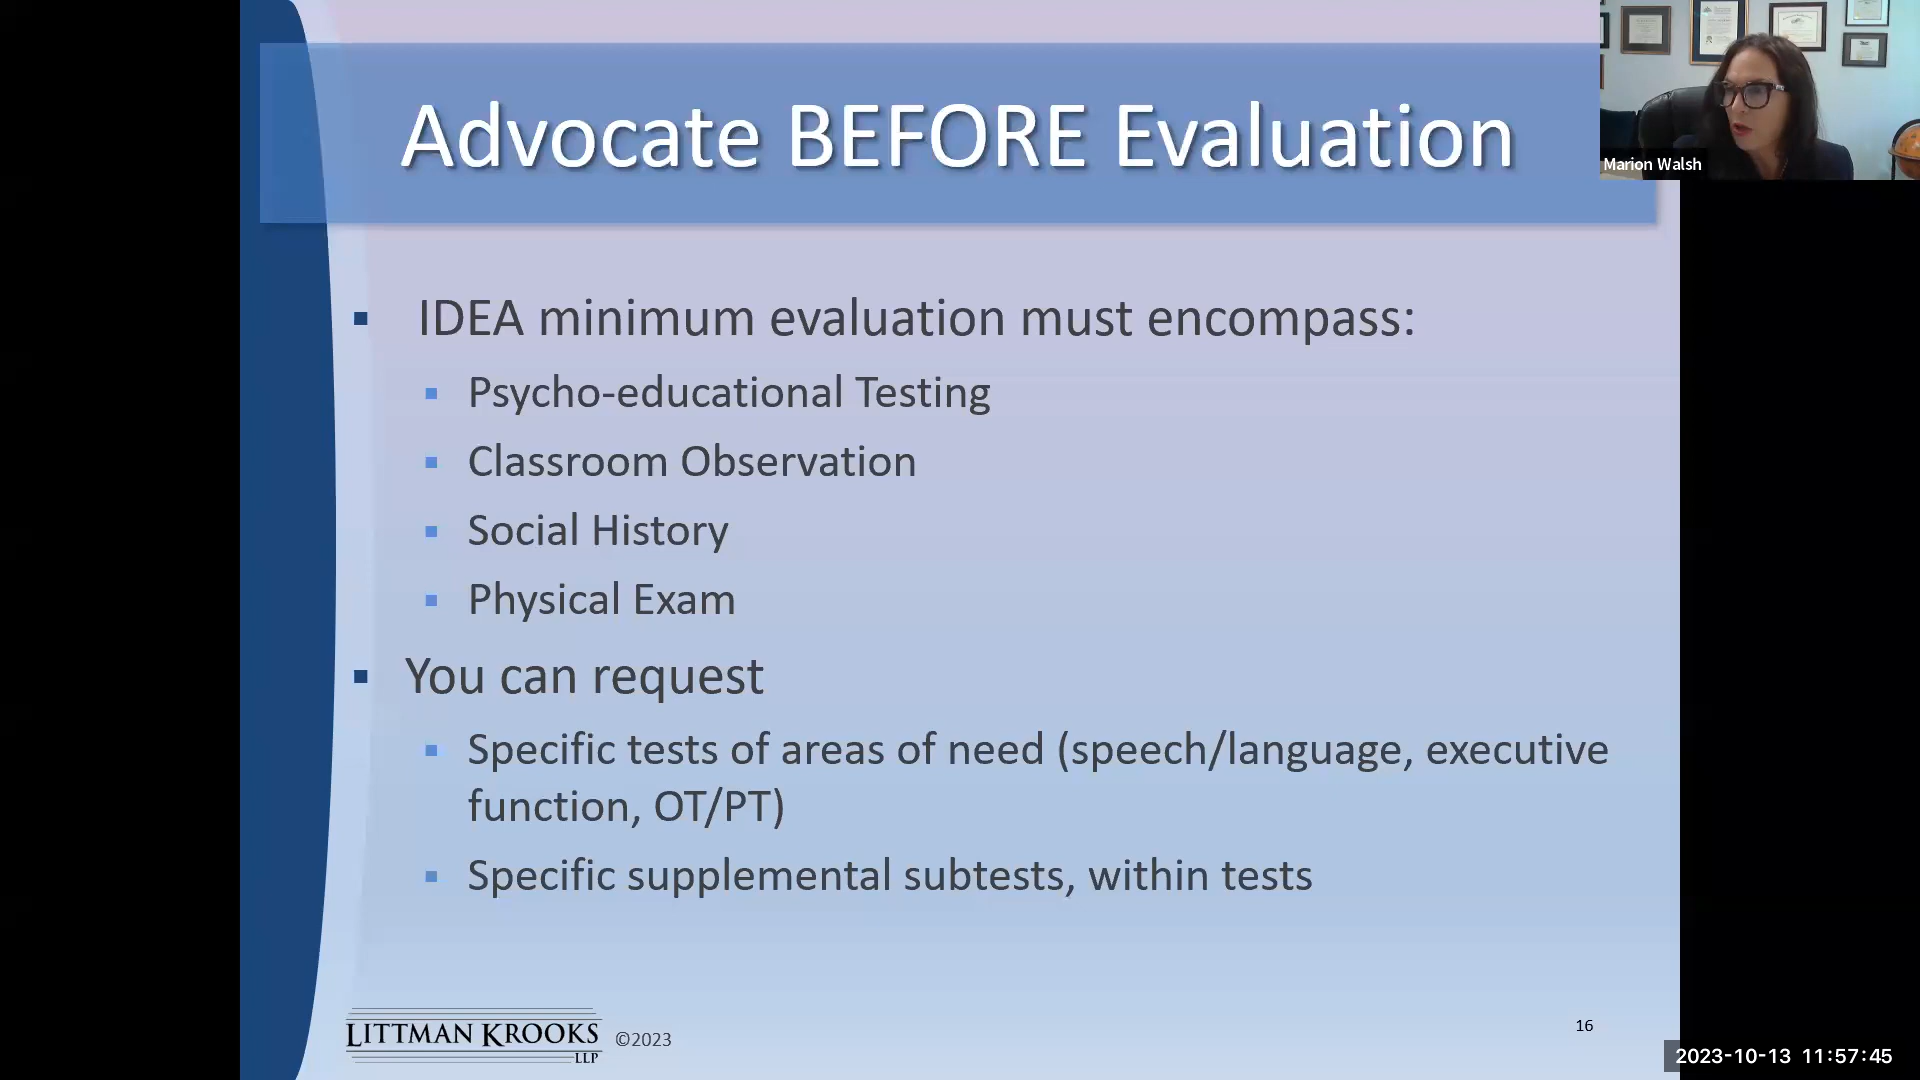 Advocate BEFORE Evaluation
Marion Walsh
▪ IDEA minimum evaluation must encompass:
▪ Psycho-educational Testing
▪ Classroom Observation
▪ Social History
▪ Physical Exam
▪ You can request
▪ Specific tests of areas of need (speech/language, executive
function, OT/PT)
▪ Specific supplemental subtests, within tests
LITTMAN KROOKS
LLP
©2023
16
2023-10-13 11:57:45